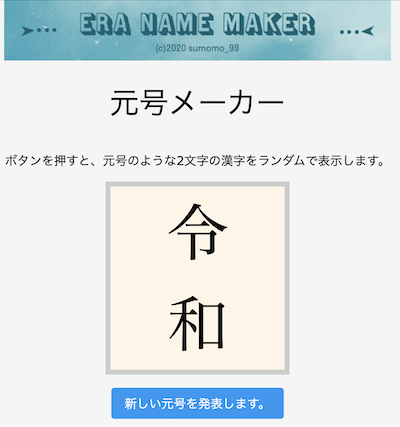 ERA NAME MAKER
(c)2020 sumomo_99
元号メーカー
ボタンを押すと、元号のような2文字の漢字をランダムで表示します。
令
和
新しい元号を発表します。